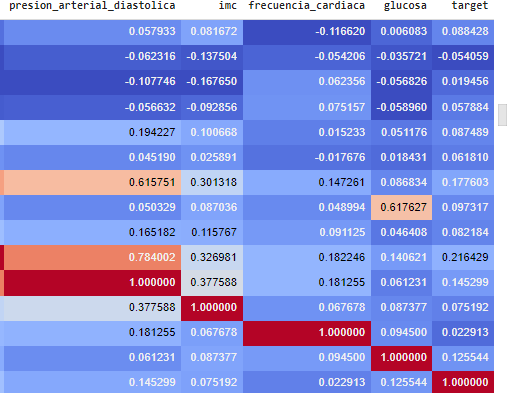 presion_arterial_diastolica imc frecuencia_cardiaca glucosa target
0.057933 0.081672 -0.116620 0.006083 0.088428
-0.062316 -0.137504 -0.054206 -0.035721 -0.054059
-0.107746 -0.167650 0.062356 -0.056826 0.019456
-0.056632 -0.092856 0.075157 -0.058960 0.057884
0.194227 0.100668 0.015233 0.051176 0.087489
0.045190 0.025891 -0.017676 0.018431 0.061810
0.615751 0.301318 0.147261 0.086834 0.177603
0.050329 0.087036 0.048994 0.617627 0.097317
0.165182 0.115767 0.091125 0.046408 0.082184
0.784002 0.326981 0.182246 0.140621 0.216429
1.000000 0.377588 0.181255 0.061231 0.145299
0.377588 1.000000 0.067678 0.087377 0.075192
0.181255 0.067678 1.000000 0.094500 0.022913
0.061231 0.087377 0.094500 1.000000 0.125544
0.145299 0.075192 0.022913 0.125544 1.000000